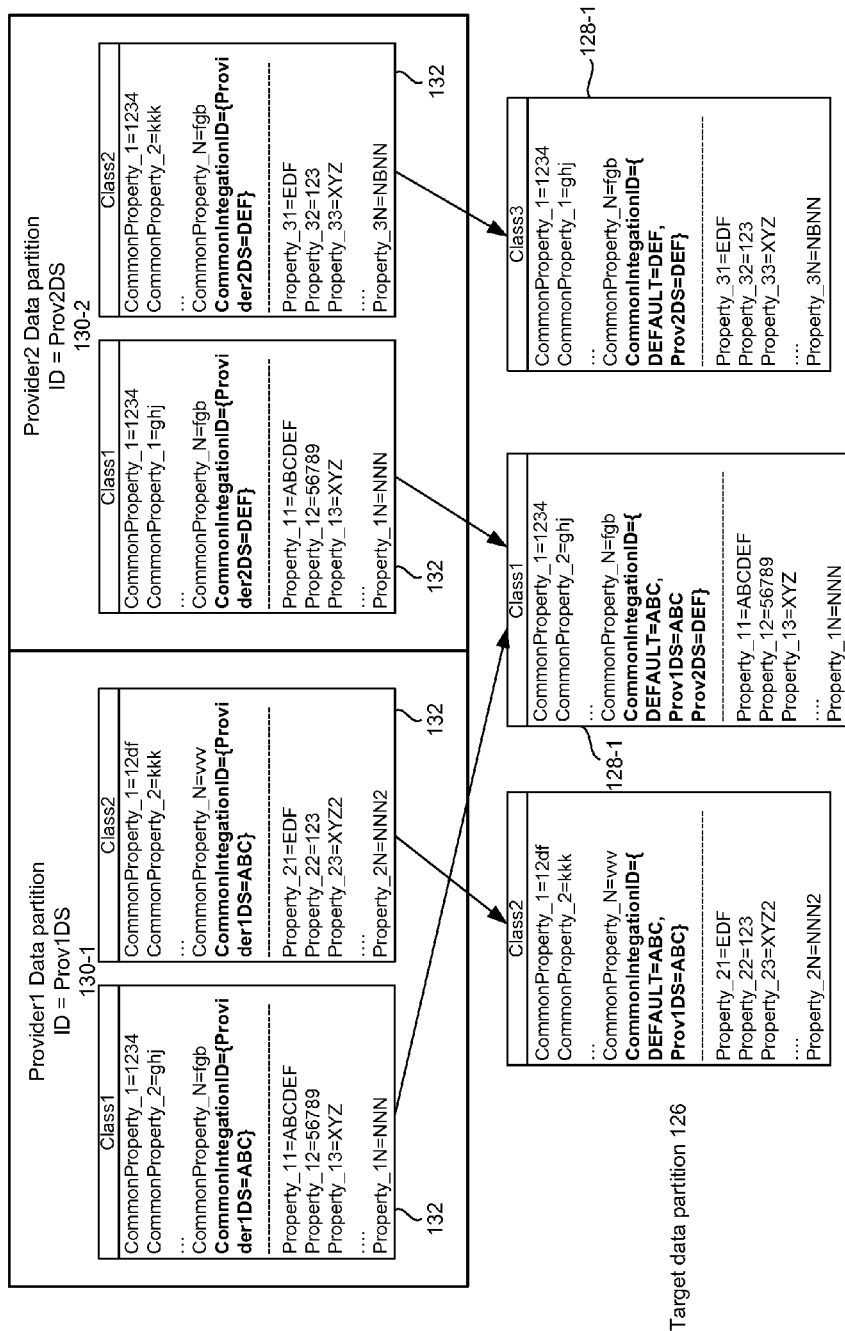 Provider1 Data partition
ID = Prov1DS
130-1
Class1
CommonProperty_1=1234
CommonProperty_2=ghj
...
CommonProperty_N=fgb
CommonIntegationID={Provi
der1DS=ABC}
Property_11=ABCDEF
Property_12=56789
Property_13=XYZ
....
Property_1N=NNN
132
Class2
CommonProperty_1=12df
CommonProperty_2=kkk
...
CommonProperty_N=vvv
CommonIntegationID={Provi
der1DS=ABC}
Property_21=EDF
Property_22=123
Property_23=XYZ2
....
Property_2N=NNN2
132
Provider2 Data partition
ID = Prov2DS
130-2
Class1
CommonProperty_1=1234
CommonProperty_1=ghj
...
CommonProperty_N=fgb
CommonIntegationID={Provi
der2DS=DEF}
Property_11=ABCDEF
Property_12=56789
Property_13=XYZ
....
Property_1N=NNN
132
Class2
CommonProperty_1=1234
CommonProperty_2=kkk
...
CommonProperty_N=fgb
CommonIntegationID={Provi
der2DS=DEF}
Property_31=EDF
Property_32=123
Property_33=XYZ
....
Property_3N=NBNN
132
Target data partition 126
Class2
CommonProperty_1=12df
CommonProperty_2=kkk
...
CommonProperty_N=vvv
CommonIntegationID={
DEFAULT=ABC,
Prov1DS=ABC}
Property_21=EDF
Property_22=123
Property_23=XYZ2
....
Property_2N=NNN2
128-1
Class1
CommonProperty_1=1234
CommonProperty_2=ghj
...
CommonProperty_N=fgb
CommonIntegationID={
DEFAULT=ABC,
Prov1DS=ABC
Prov2DS=DEF}
Property_11=ABCDEF
Property_12=56789
Property_13=XYZ
....
Property_1N=NNN
Class3
CommonProperty_1=1234
CommonProperty_1=ghj
...
CommonProperty_N=fgb
CommonIntegationID={
DEFAULT=DEF,
Prov2DS=DEF}
Property_31=EDF
Property_32=123
Property_33=XYZ
....
Property_3N=NBNN
128-1